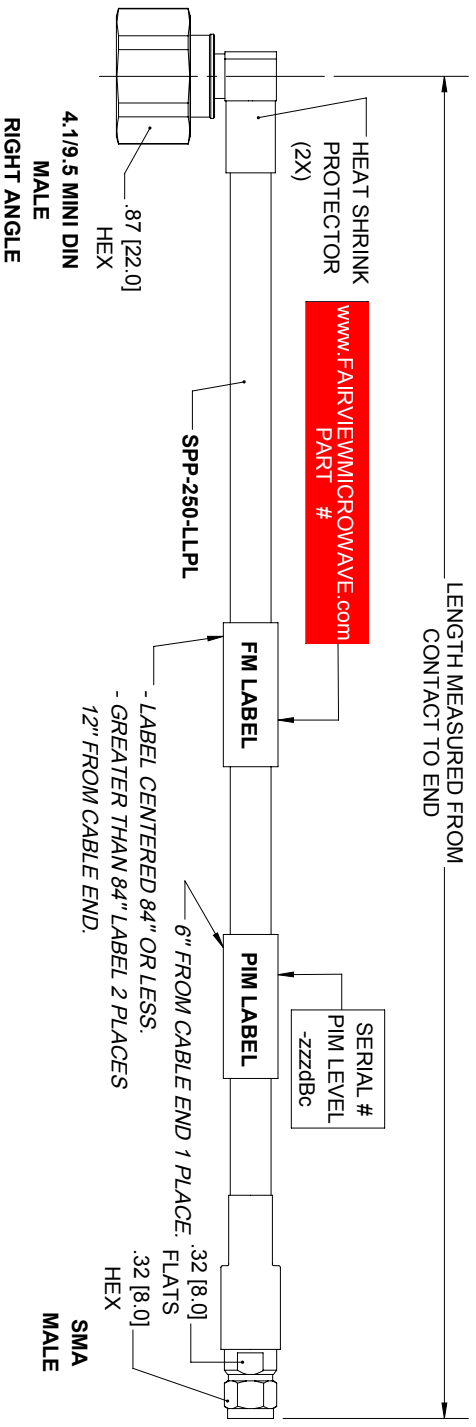 LENGTH MEASURED FROM
CONTACT TO END
HEAT SHRINK
PROTECTOR
(2X)
www.FAIRVIEWMICROWAVE.com
PART #
SERIAL #
PIM LEVEL
-zzzdBc
FM LABEL
PIM LABEL
SPP-250-LLPL
.87 [22.0]
HEX
4.1/9.5 MINI DIN
MALE
RIGHT ANGLE
- LABEL CENTERED 84" OR LESS.
- GREATER THAN 84" LABEL 2 PLACES
12" FROM CABLE END.
6" FROM CABLE END 1 PLACE.
.32 [8.0]
FLATS
.32 [8.0]
HEX
SMA
MALE